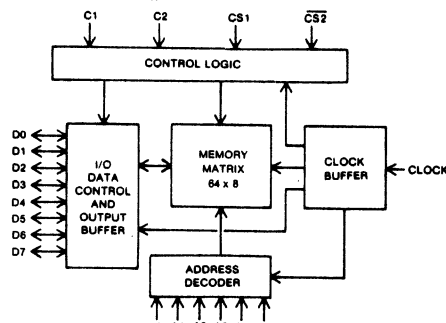 C1 C2 CS1 CS2
CONTROL LOGIC
D0
D1
D2
D3
D4
D5
D6
D7
I/O
DATA
CONTROL
AND
OUTPUT
BUFFER
MEMORY
MATRIX
64 x 8
CLOCK
BUFFER
CLOCK
ADDRESS
DECODER